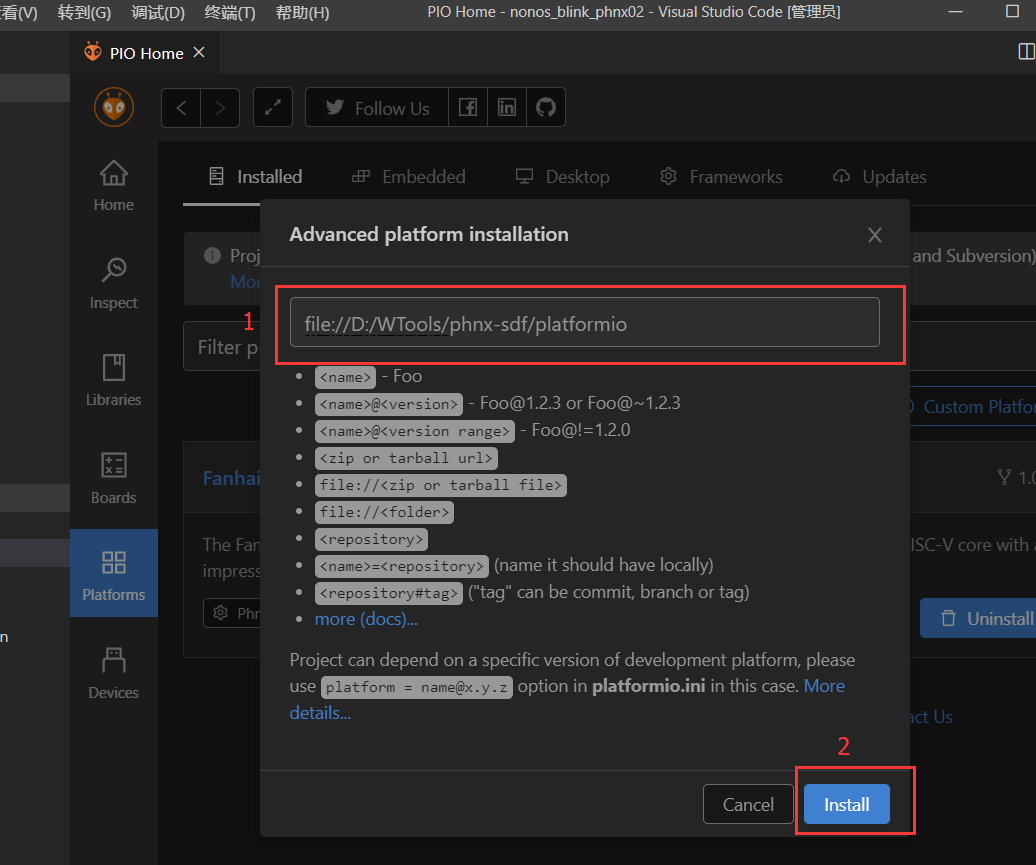 查看(V) 转到(G) 调试(D) 终端(T) 帮助(H) PIO Home - nonos_blink_phnx02 - Visual Studio Code [管理员]
PIO Home
Follow Us
Home
Inspect
Libraries
Boards
Platforms
Devices
n
Installed Embedded Desktop Frameworks Updates
Proj
and Subversion)
Mor
Filter p
Custom Platfo
Fanhai
1.0
The Fan
ISC-V core with a
impress
Phr
Uninstall
act Us
Advanced platform installation
1
file://D:/WTools/phnx-sdf/platformio
<name> - Foo
<name>@<version> - Foo@1.2.3 or Foo@~1.2.3
<name>@<version range> - Foo@!=1.2.0
<zip or tarball url>
file://<zip or tarball file>
file://<folder>
<repository>
<name>=<repository> (name it should have locally)
<repository#tag> ("tag" can be commit, branch or tag)
more (docs)...
Project can depend on a specific version of development platform, please
use platform = name@x.y.z option in platformio.ini in this case. More
details...
2
Cancel Install